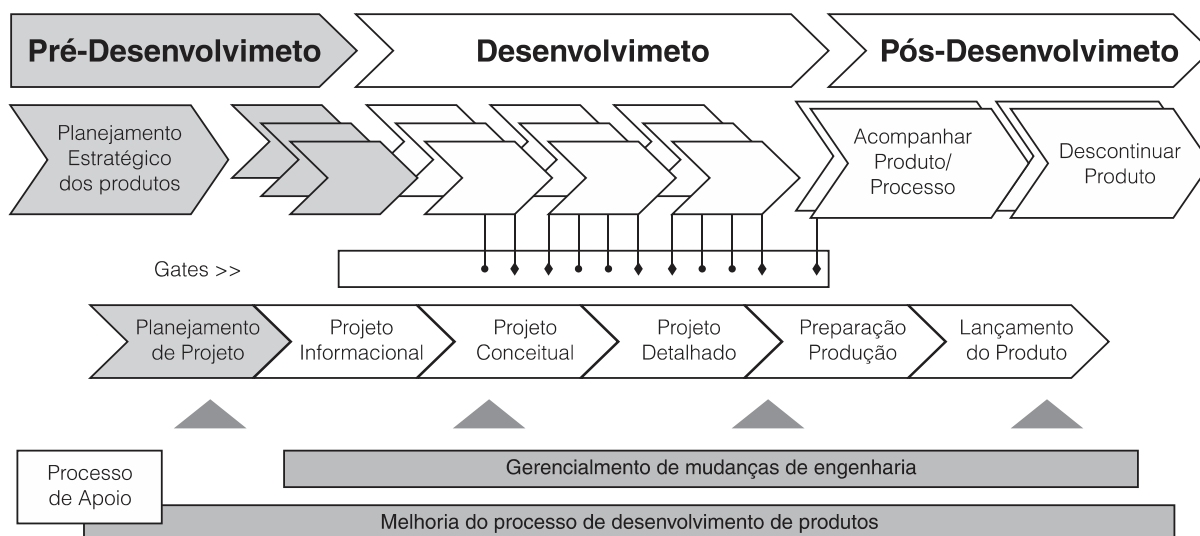 Pré-Desenvolvimeto
Desenvolvimeto
Pós-Desenvolvimeto
Planejamento
Estratégico
dos produtos
Acompanhar
Produto/
Processo
Descontinuar
Produto
Gates >>
Planejamento
de Projeto
Projeto
Informacional
Projeto
Conceitual
Projeto
Detalhado
Preparação
Produção
Lançamento
do Produto
Processo
de Apoio
Gerencialmento de mudanças de engenharia
Melhoria do processo de desenvolvimento de produtos